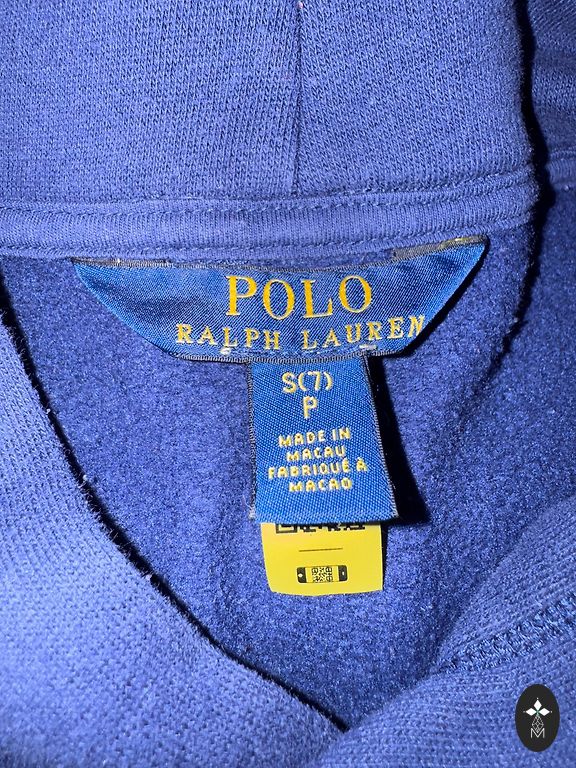 POLO
RALPH LAUREN
S(7)
P
MADE IN
MACAU
FABRIQUÉ À
MACAO
M